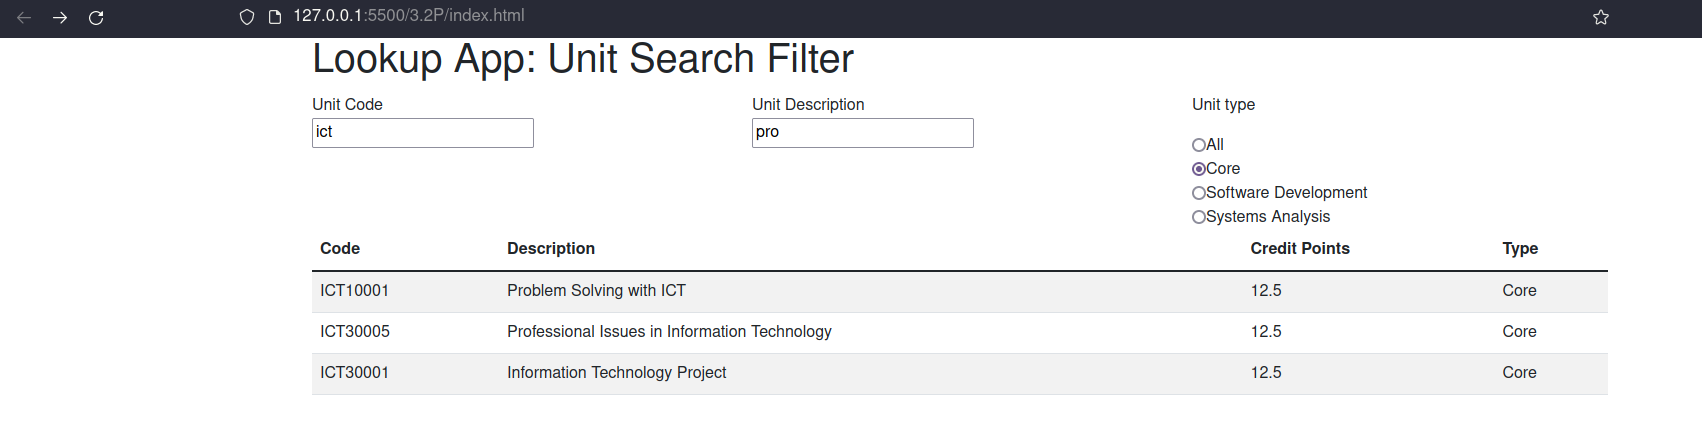 127.0.0.1:5500/3.2P/index.html
Lookup App: Unit Search Filter
Unit Code
ict
Unit Description
pro
Unit type
All
Core
Software Development
Systems Analysis
Code Description Credit Points Type
ICT10001 Problem Solving with ICT 12.5 Core
ICT30005 Professional Issues in Information Technology 12.5 Core
ICT30001 Information Technology Project 12.5 Core